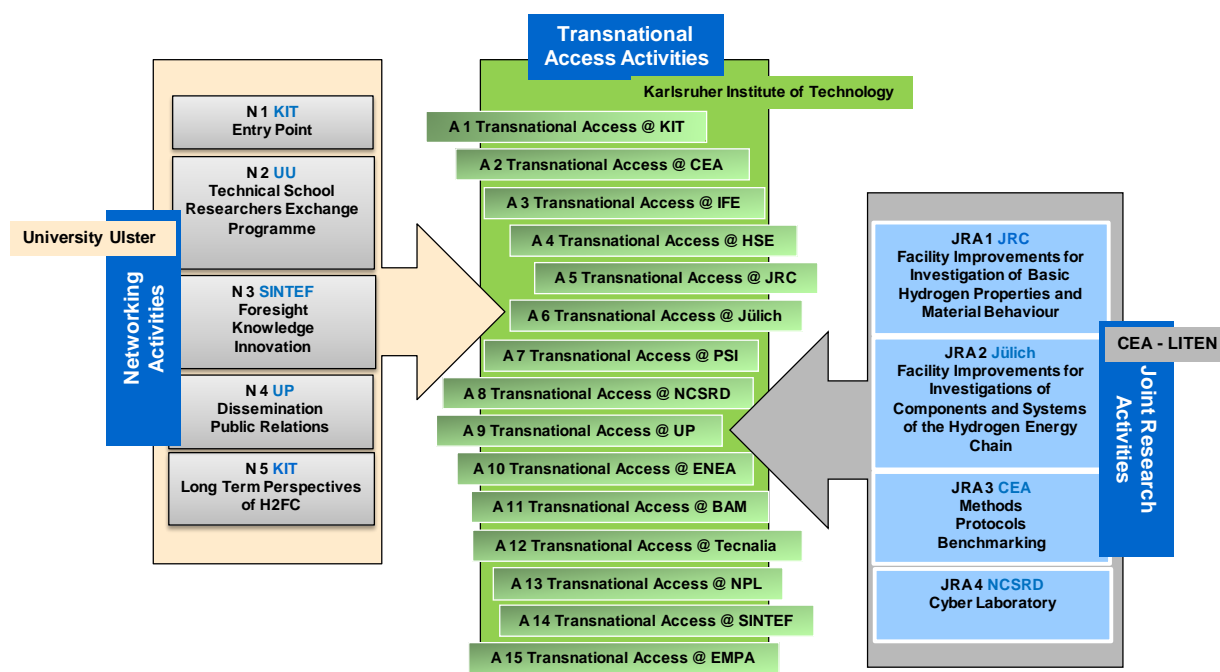 Transnational
Access Activities
Karlsruher Institute of Technology
University Ulster
Networking
Activities
N 1 KIT
Entry Point
N 2 UU
Technical School
Researchers Exchange
Programme
N 3 SINTEF
Foresight
Knowledge
Innovation
N 4 UP
Dissemination
Public Relations
N 5 KIT
Long Term Perspectives
of H2FC
A 1 Transnational Access @ KIT
A 2 Transnational Access @ CEA
A 3 Transnational Access @ IFE
A 4 Transnational Access @ HSE
A 5 Transnational Access @ JRC
A 6 Transnational Access @ Jülich
A 7 Transnational Access @ PSI
A 8 Transnational Access @ NCSRD
A 9 Transnational Access @ UP
A 10 Transnational Access @ ENEA
A 11 Transnational Access @ BAM
A 12 Transnational Access @ Tecnalia
A 13 Transnational Access @ NPL
A 14 Transnational Access @ SINTEF
A 15 Transnational Access @ EMPA
JRA 1 JRC
Facility Improvements for
Investigation of Basic
Hydrogen Properties and
Material Behaviour
JRA 2 Jülich
Facility Improvements for
Investigations of
Components and Systems
of the Hydrogen Energy
Chain
JRA 3 CEA
Methods
Protocols
Benchmarking
JRA 4 NCSRD
Cyber Laboratory
CEA - LITEN
Joint Research
Activities